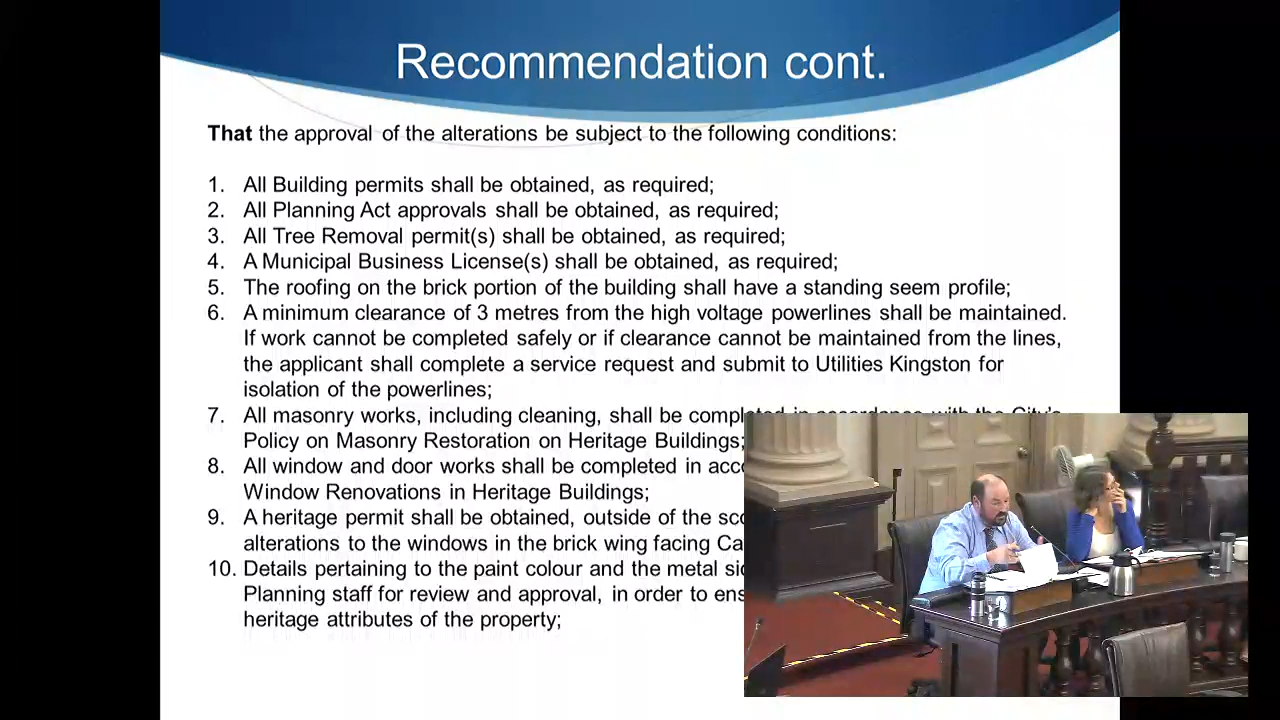 Recommendation cont.
That the approval of the alterations be subject to the following conditions:
1. All Building permits shall be obtained, as required;
2. All Planning Act approvals shall be obtained, as required;
3. All Tree Removal permit(s) shall be obtained, as required;
4. A Municipal Business License(s) shall be obtained, as required;
5. The roofing on the brick portion of the building shall have a standing seem profile;
6. A minimum clearance of 3 metres from the high voltage powerlines shall be maintained.
If work cannot be completed safely or if clearance cannot be maintained from the lines,
the applicant shall complete a service request and submit to Utilities Kingston for
isolation of the powerlines;
7. All masonry works, including cleaning, shall be completed in accordance with the City's
Policy on Masonry Restoration on Heritage Buildings;
8. All window and door works shall be completed in
Window Renovations in Heritage Buildings;
9. A heritage permit shall be obtained, outside of the
alterations to the windows in the brick wing facing
10. Details pertaining to the paint colour and the metal
Planning staff for review and approval, in order to
heritage attributes of the property;